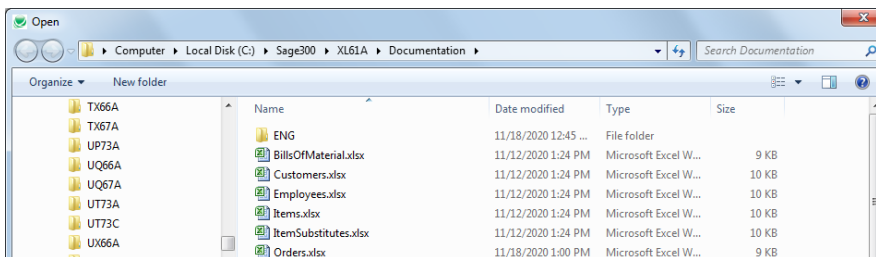 Open
Computer Local Disk (C:) Sage300 XL61A Documentation Search Documentation
Organize New folder
TX66A
TX67A
UP73A
UQ66A
UQ67A
UT73A
UT73C
UX66A
Name Date modified Type Size
ENG 11/18/2020 12:45 ... File folder
BillsOfMaterial.xlsx 11/12/2020 1:24 PM Microsoft Excel W... 9 KB
Customers.xlsx 11/12/2020 1:24 PM Microsoft Excel W... 10 KB
Employees.xlsx 11/12/2020 1:24 PM Microsoft Excel W... 10 KB
Items.xlsx 11/12/2020 1:24 PM Microsoft Excel W... 10 KB
ItemSubstitutes.xlsx 11/12/2020 1:24 PM Microsoft Excel W... 10 KB
Orders.xlsx 11/18/2020 1:00 PM Microsoft Excel W... 9 KB